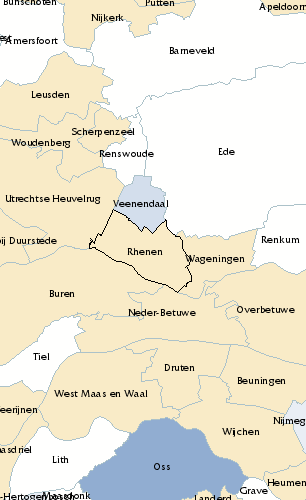 Bunschoten
Putten
Apeldoorn
Nijkerk
Amersfoort
Barneveld
Leusden
Scherpenzeel
Woudenberg
Renswoude
Ede
Utrechtse Heuvelrug
Veenendaal
bij Duurstede
Renkum
Rhenen
Wageningen
Buren
Neder-Betuwe
Overbetuwe
Tiel
Druten
Beuningen
West Maas en Waal
eerijnen
Nijmeg
Wijchen
aasdriel
Lith
Oss
Heumen
-Hertogenbosch
Grave
Landerd